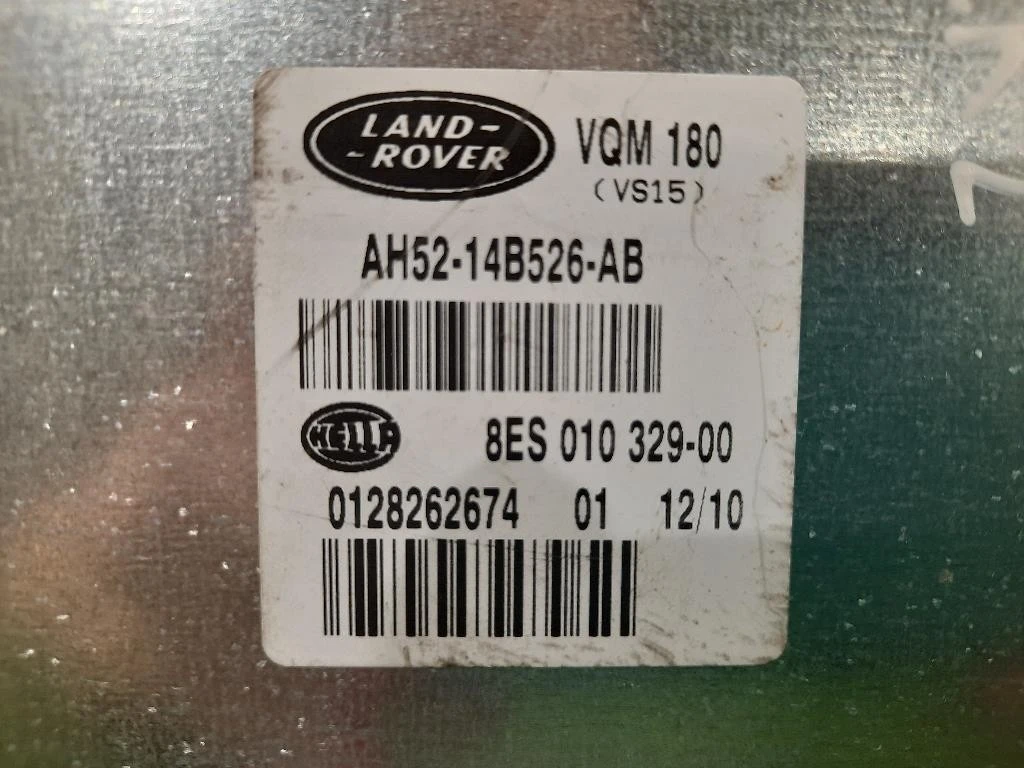 LAND-
-ROVER
VQM 180
(VS15)
AH52-14B526-AB
HELLA
8ES 010 329-00
0128262674 01 12/10